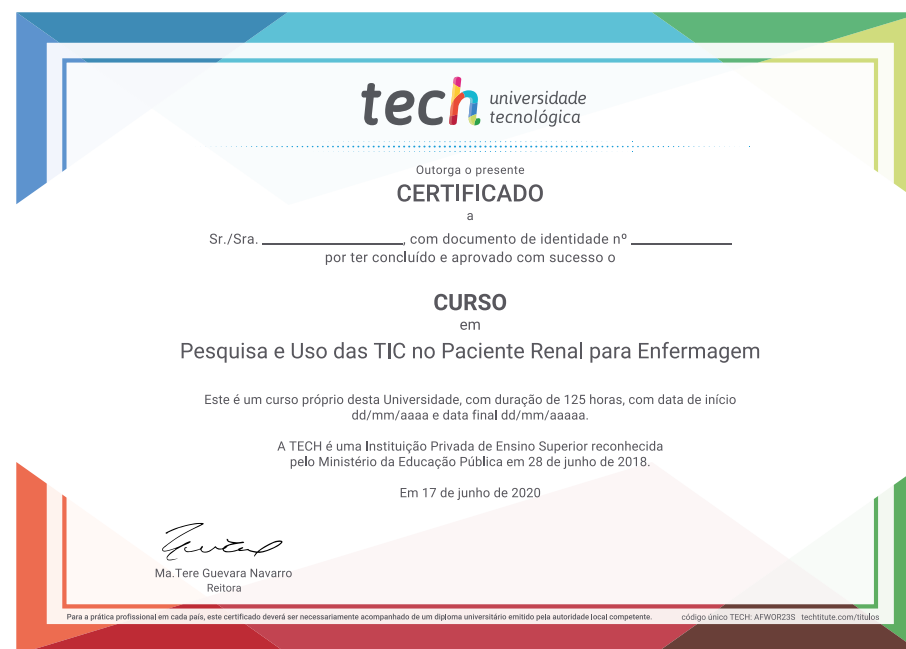 tech universidade
tecnológica
Outorga o presente
CERTIFICADO
a
Sr./Sra. ____________________, com documento de identidade nº ______________
por ter concluído e aprovado com sucesso o
CURSO
em
Pesquisa e Uso das TIC no Paciente Renal para Enfermagem
Este é um curso próprio desta Universidade, com duração de 125 horas, com data de início
dd/mm/aaaa e data final dd/mm/aaaaa.
A TECH é uma Instituição Privada de Ensino Superior reconhecida
pelo Ministério da Educação Pública em 28 de junho de 2018.
Em 17 de junho de 2020
Ma.Tere Guevara Navarro
Reitora
Para a prática profissional em cada país, este certificado deverá ser necessariamente acompanhado de um diploma universitário emitido pela autoridade local competente. código único TECH: AFWOR23S techtitute.com/titulos